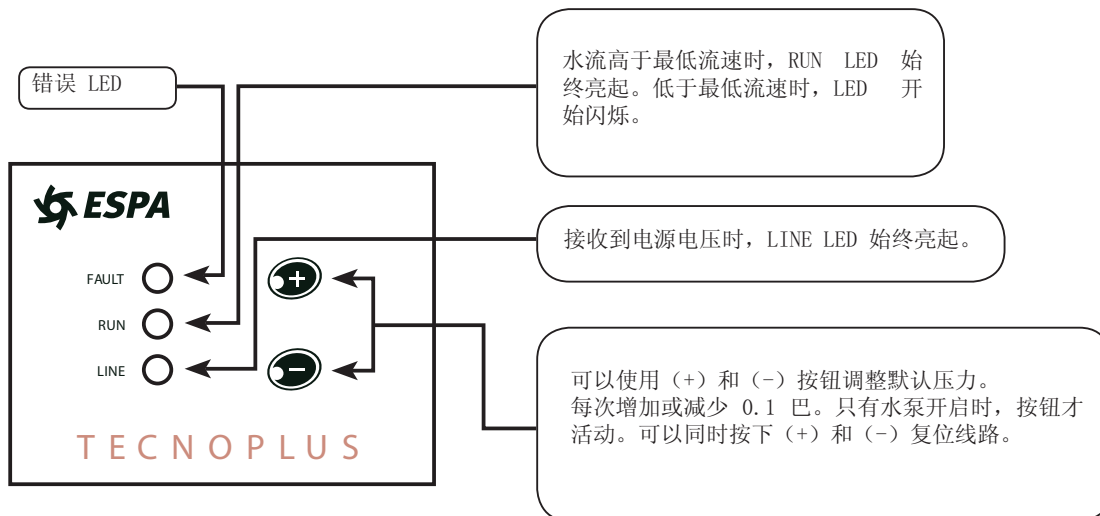 错误 LED
水流高于最低流速时，RUN LED 始
终亮起。低于最低流速时，LED 开
始闪烁。
ESPA
接收到电源电压时，LINE LED 始终亮起。
FAULT
+
RUN
LINE
-
可以使用（+）和（-）按钮调整默认压力。
每次增加或减少 0.1 巴。只有水泵开启时，按钮才
活动。可以同时按下（+）和（-）复位线路。
TECNOPLUS